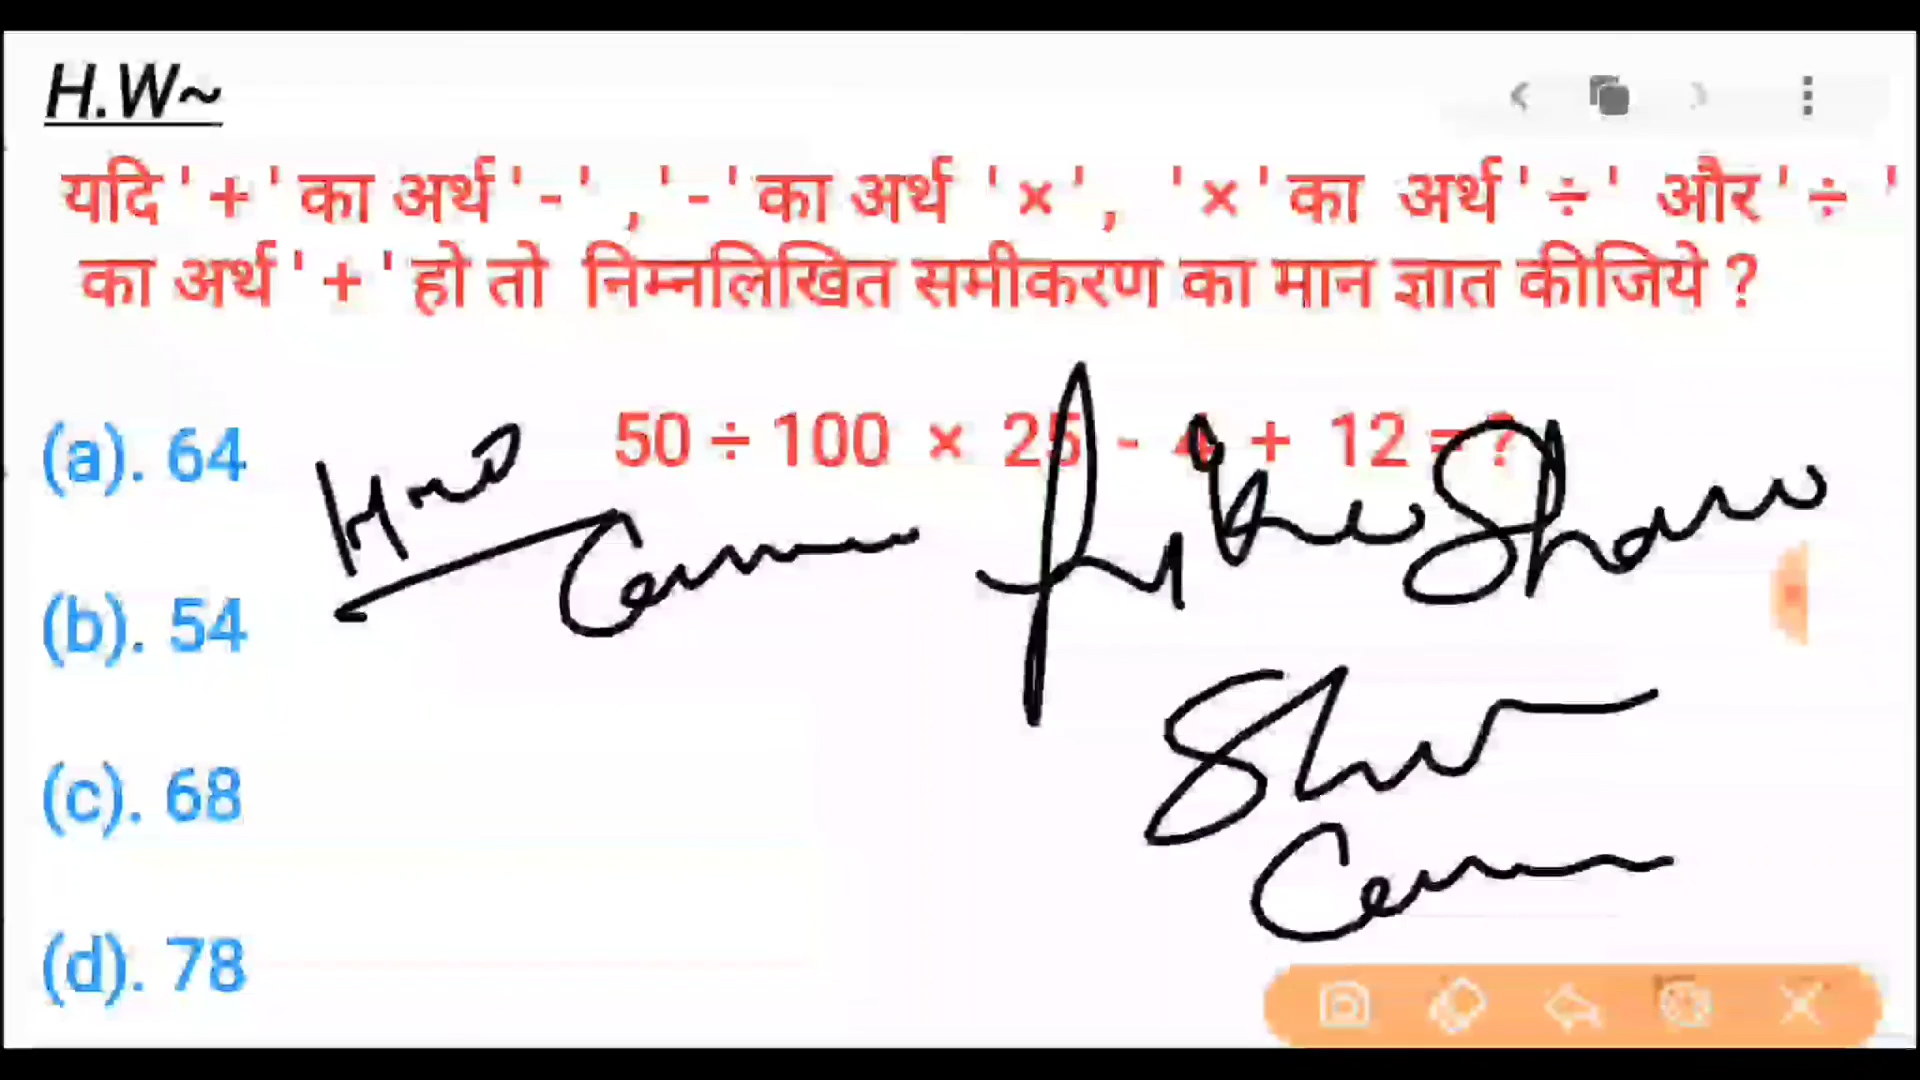 H.W~
यदि ' + ' का अर्थ ' - ' , ' - ' का अर्थ ' × ', ' × ' का अर्थ ' ÷ ' और ' ÷ '
का अर्थ ' + ' हो तो निम्नलिखित समीकरण का मान ज्ञात कीजिये ?
50 ÷ 100 × 25 - 4 + 12 = ?
(a). 64
(b). 54
(c). 68
(d). 78